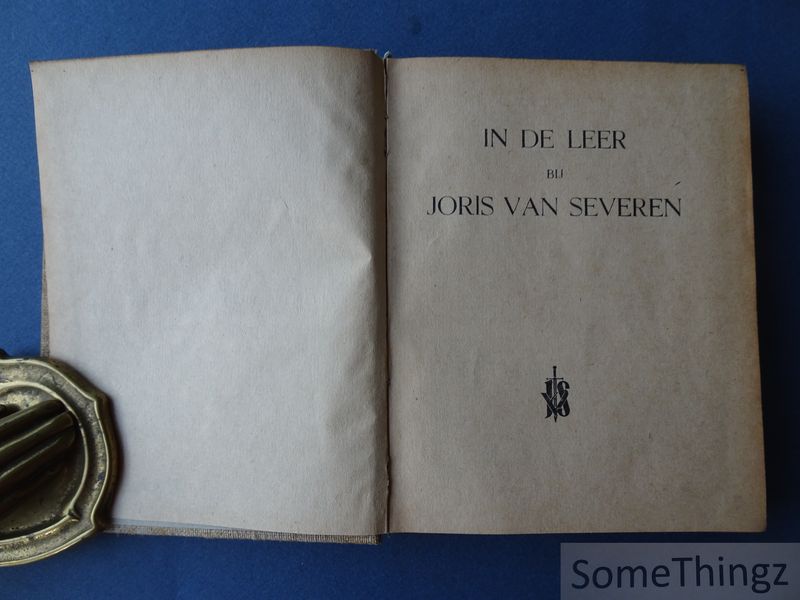 IN DE LEER
BIJ
JORIS VAN SEVEREN
SomeThingz